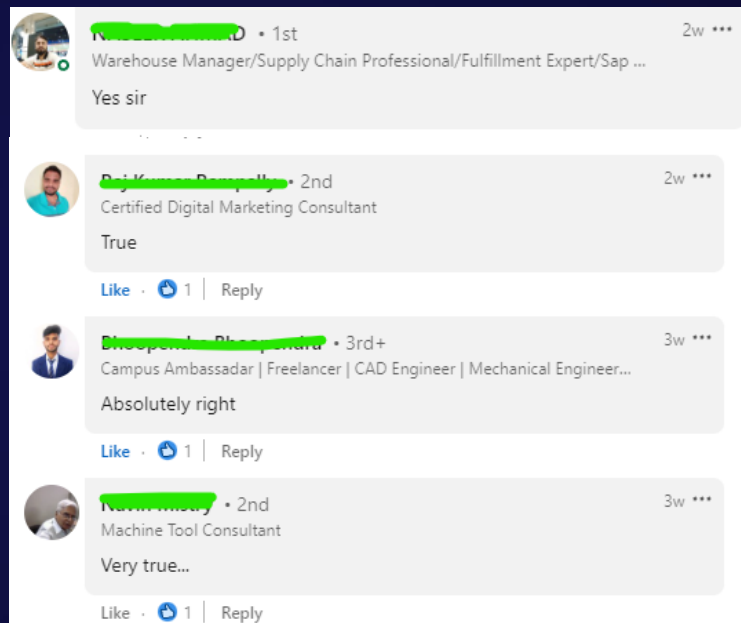 • 1st
2w •••
Warehouse Manager/Supply Chain Professional/Fulfillment Expert/Sap ...
Yes sir
• 2nd
2w •••
Certified Digital Marketing Consultant
True
Like · 1 | Reply
• 3rd+
3w •••
Campus Ambassadar | Freelancer | CAD Engineer | Mechanical Engineer...
Absolutely right
Like · 1 | Reply
• 2nd
3w •••
Machine Tool Consultant
Very true...
Like · 1 | Reply